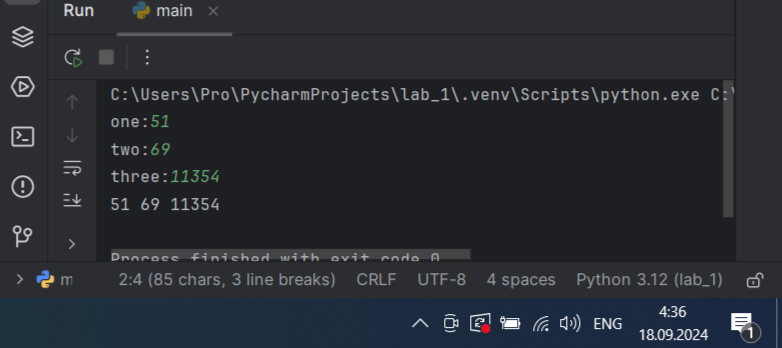 Run main
C:\Users\Pro\PycharmProjects\lab_1\.venv\Scripts\python.exe C:\
one:51
two:69
three:11354
51 69 11354
Process finished with exit code 0
m 2:4 (85 chars, 3 line breaks) CRLF UTF-8 4 spaces Python 3.12 (lab_1)
ENG 4:36
18.09.2024 1